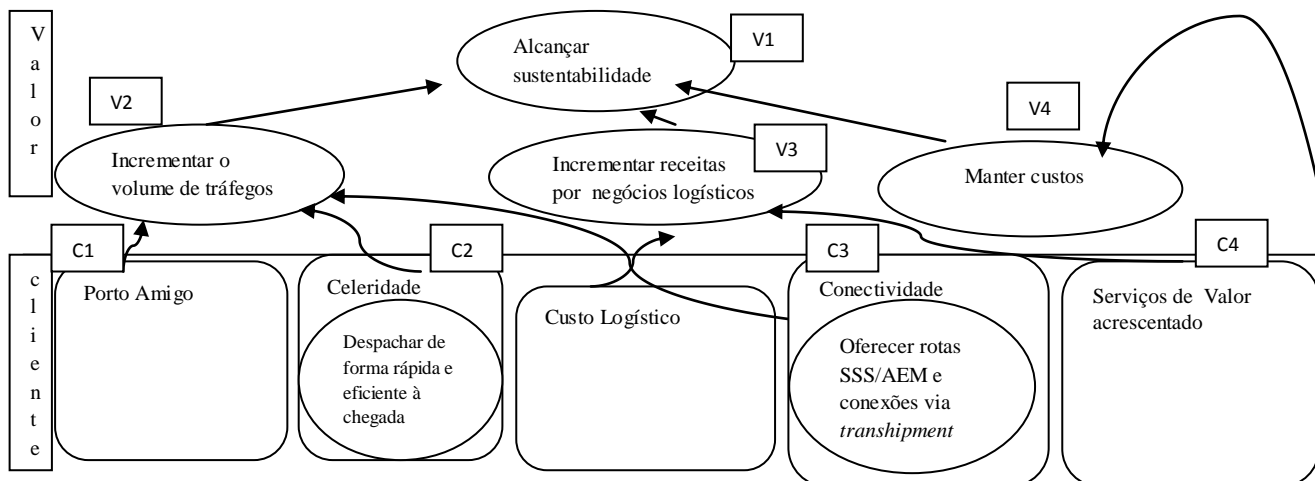 Valor
V1
Alcançar
sustentabilidade
V2
V4
V3
Incrementar o
volume de tráfegos
Incrementar receitas
por negócios logísticos
Manter custos
cliente
C1
C2
C3
C4
Porto Amigo
Celeridade
Despachar de
forma rápida e
eficiente à
chegada
Custo Logístico
Conectividade
Oferecer rotas
SSS/AEM e
conexões via
transhipment
Serviços de Valor
acrescentado